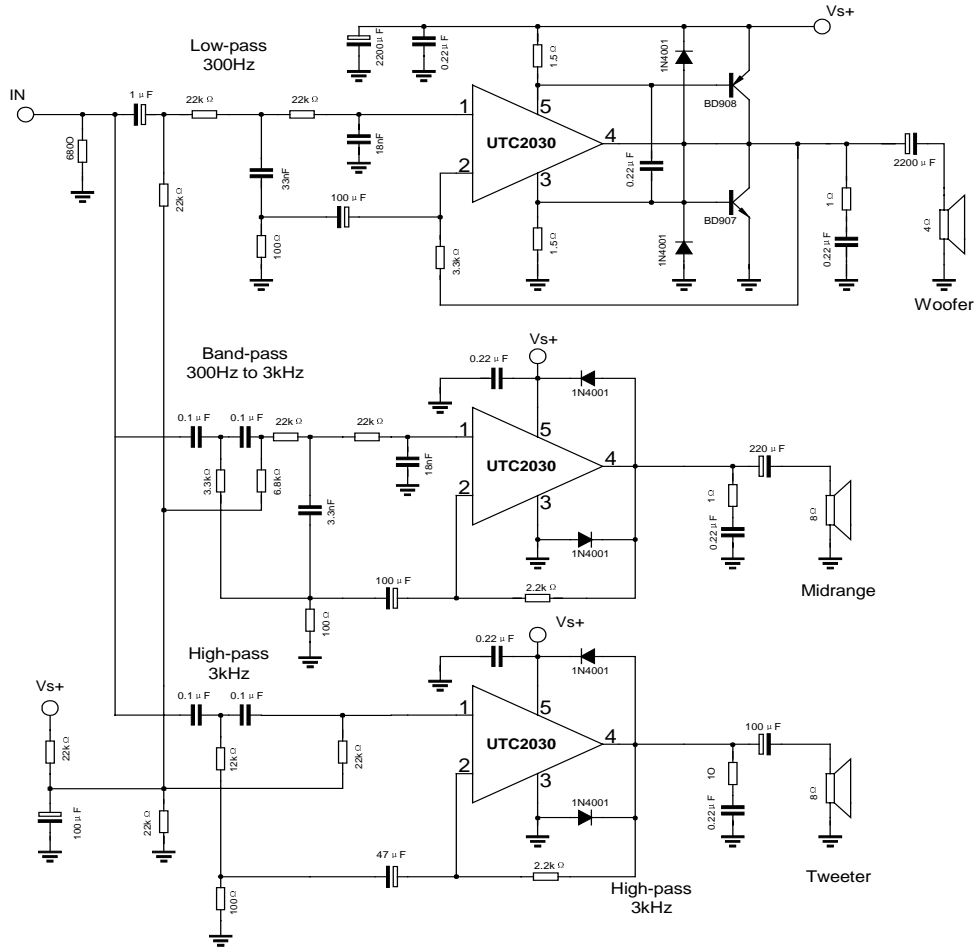 Vs+
Low-pass
300Hz
2200 μF
0.22 μF
1.5Ω
1N4001
BD908
IN
1 μF
22kΩ
22kΩ
1
5
UTC2030
4
2
3
680Ω
18nF
33nF
22kΩ
100 μF
100Ω
3.3kΩ
1.5Ω
0.22 μF
1N4001
BD907
2200 μF
1Ω
0.22 μF
4Ω
Woofer
Band-pass
300Hz to 3kHz
Vs+
0.22 μF
1N4001
0.1 μF
0.1 μF
22kΩ
22kΩ
1
5
UTC2030
4
2
3
3.3kΩ
6.8kΩ
18nF
3.3nF
1N4001
220 μF
1Ω
0.22 μF
8Ω
100 μF
2.2k Ω
100Ω
Midrange
High-pass
3kHz
Vs+
0.22 μF
1N4001
Vs+
0.1 μF
0.1 μF
1
5
UTC2030
4
2
3
22kΩ
12kΩ
22kΩ
1N4001
100 μF
1Ω
0.22 μF
8Ω
100 μF
22kΩ
47 μF
2.2k Ω
100Ω
High-pass
3kHz
Tweeter